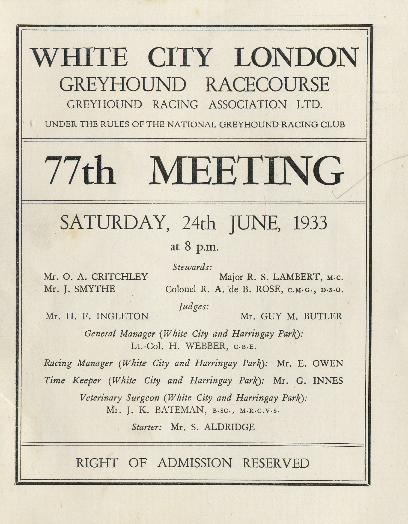 WHITE CITY LONDON
GREYHOUND RACECOURSE
GREYHOUND RACING ASSOCIATION LTD.
UNDER THE RULES OF THE NATIONAL GREYHOUND RACING CLUB
77th MEETING
SATURDAY, 24th JUNE, 1933
at 8 p.m.
Stewards:
Mr. O. A. CRITCHLEY Major R. S. LAMBERT, M.C.
Mr. J. SMYTHE Colonel R. A. de B. ROSE, C.M.G., D.S.O.
Judges:
Mr. H. F. INGLETON Mr. GUY M. BUTLER
General Manager (White City and Harringay Park):
Lt.-Col. H. WEBBER, C.B.E.
Racing Manager (White City and Harringay Park): Mr. E. OWEN
Time Keeper (White City and Harringay Park): Mr. G. INNES
Veterinary Surgeon (White City and Harringay Park):
Mr. J. K. BATEMAN, B.SC., M.R.C.V.S.
Starter: Mr. S. ALDRIDGE
RIGHT OF ADMISSION RESERVED